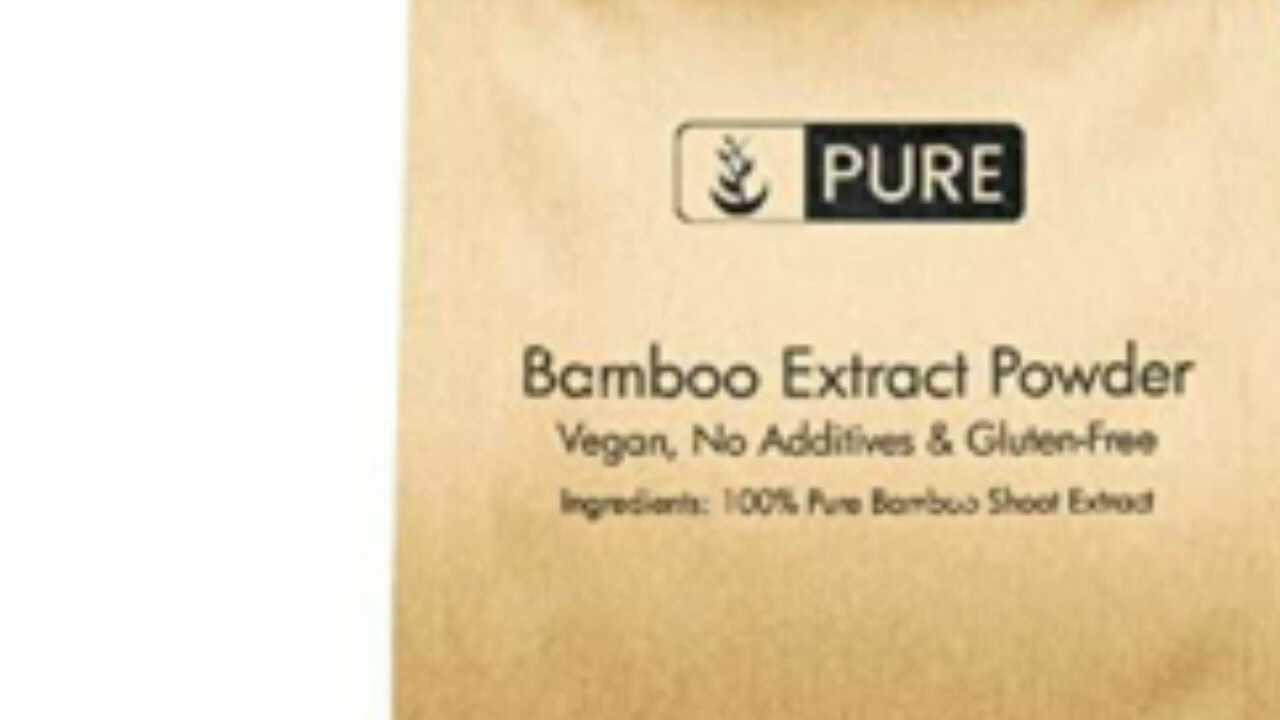 PURE
Bamboo Extract Powder
Vegan, No Additives & Gluten-Free
Ingredients: 100% Pure Bamboo Shoot Extract